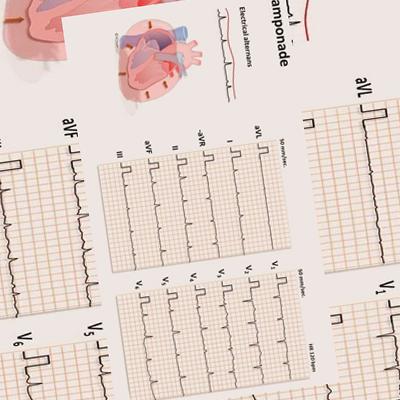 amponade
Electrical alternans
50 mm/sec.
aVL
I
-aVR
II
aVF
III
50 mm/sec.
HR 120 bpm
V₁
V₂
V₃
V₄
V₅
aVL
V₁
aVF
V₅
V₆